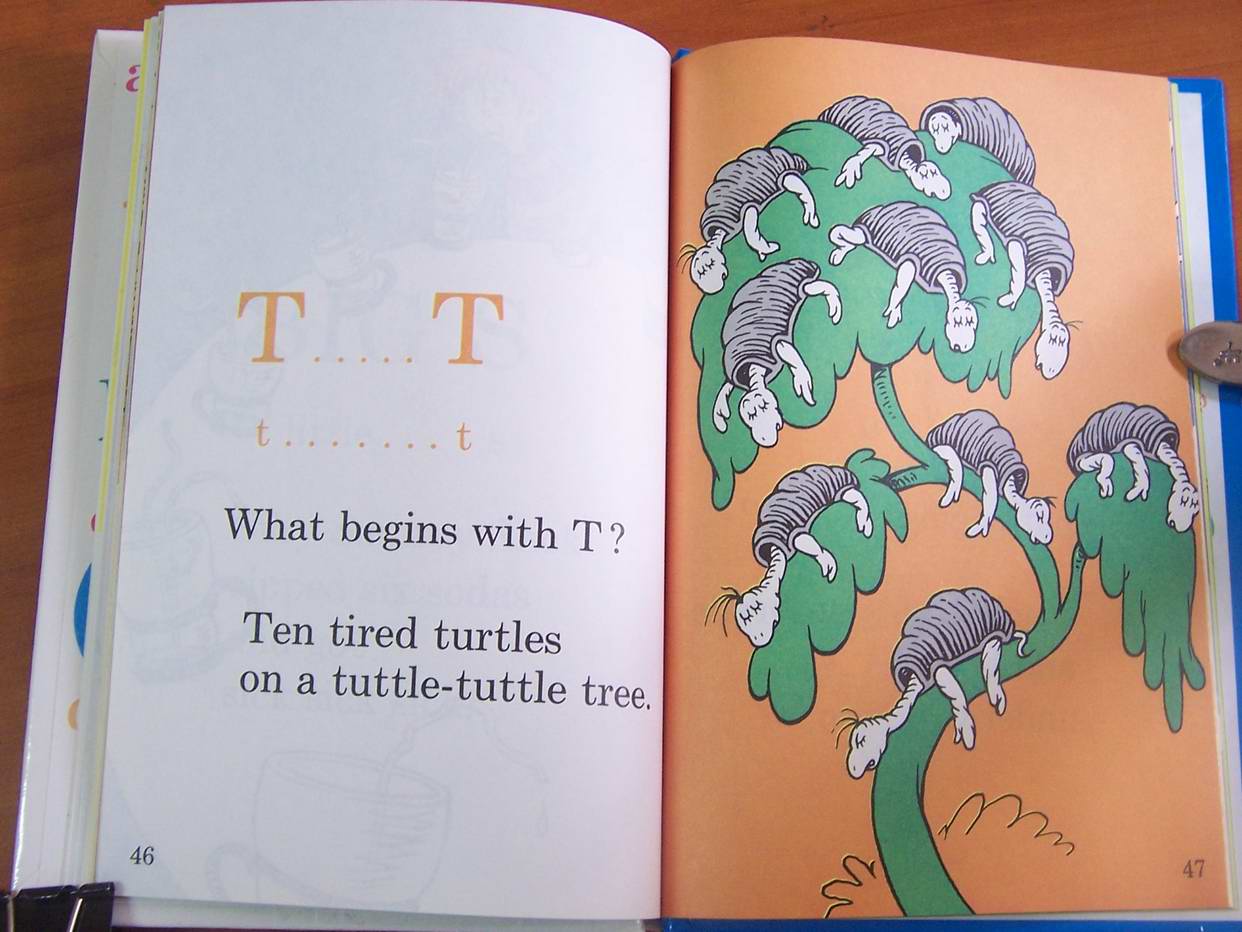 T.....T
t.......t
What begins with T?
Ten tired turtles
on a tuttle-tuttle tree.
46
47